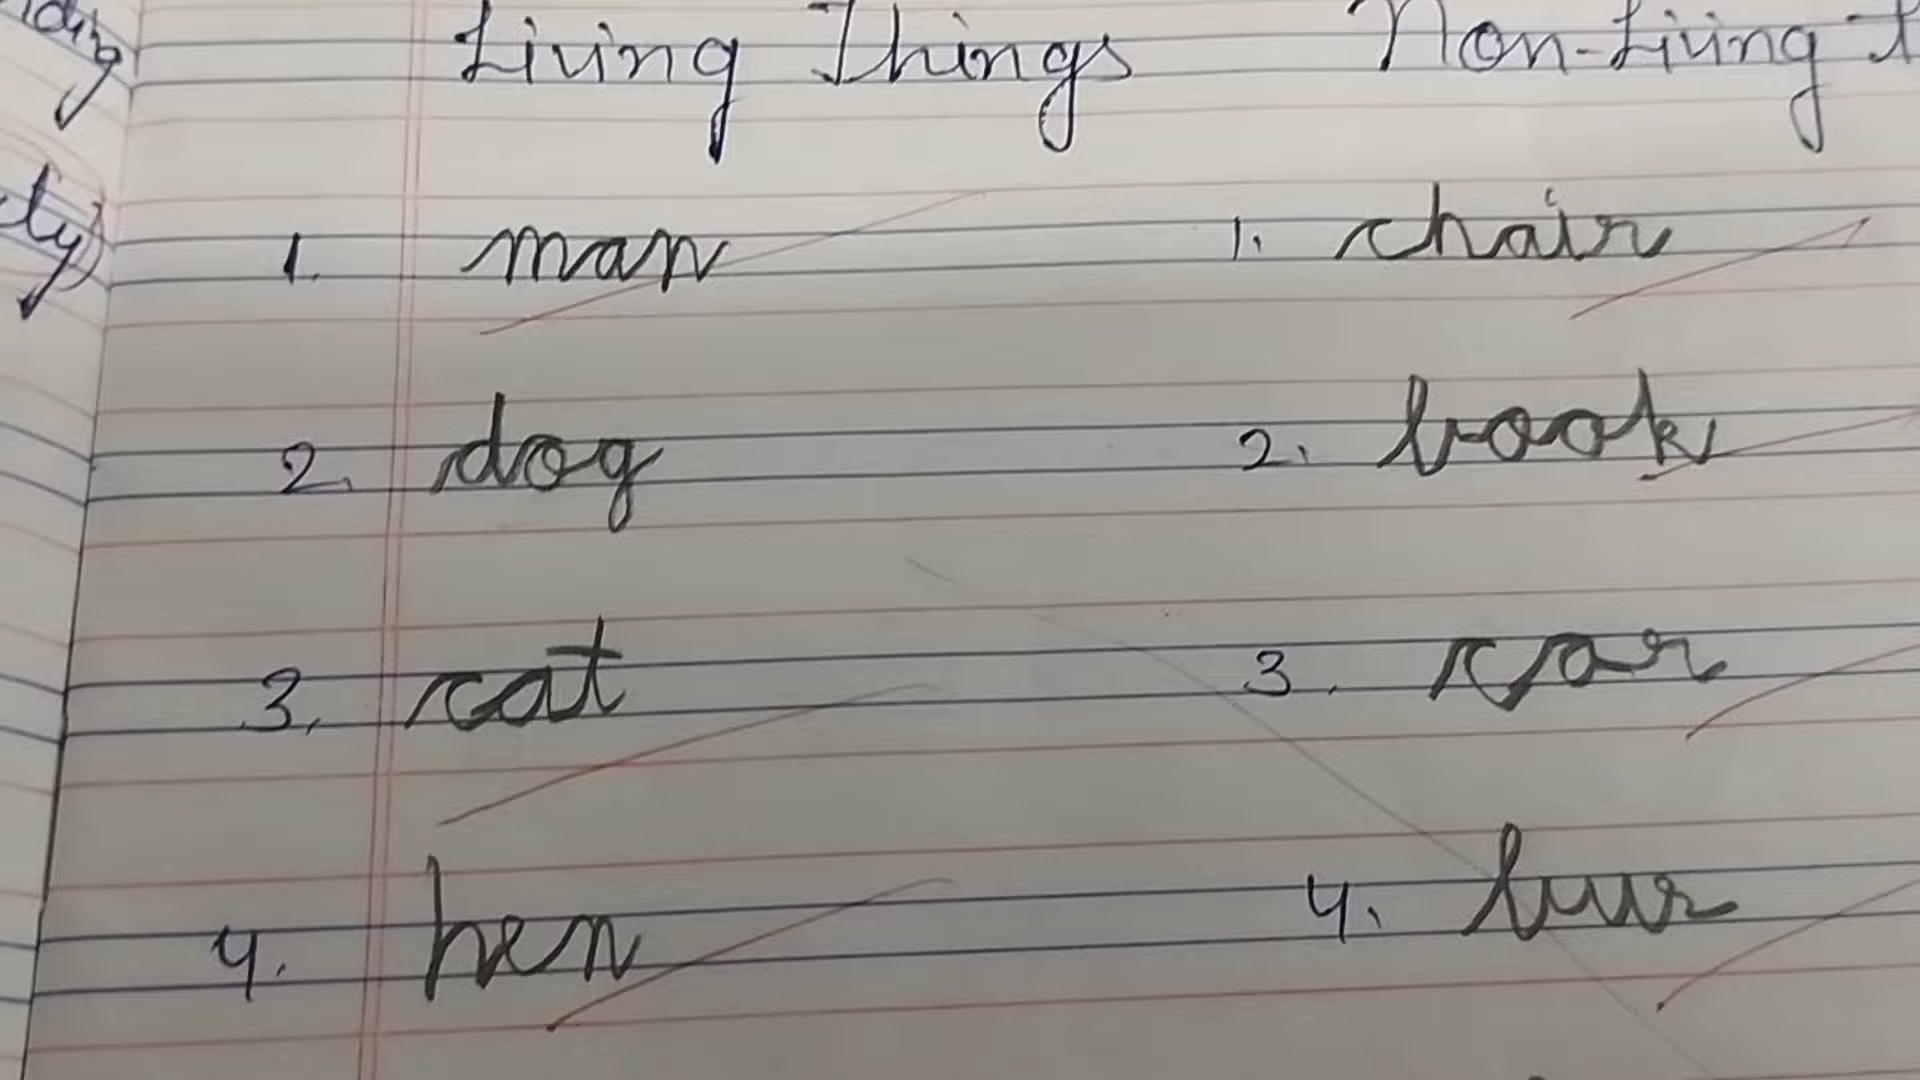 Living Things Non-Living
1. man 1. chair
2. dog 2. book
3. cat 3. car
4. hen 4.